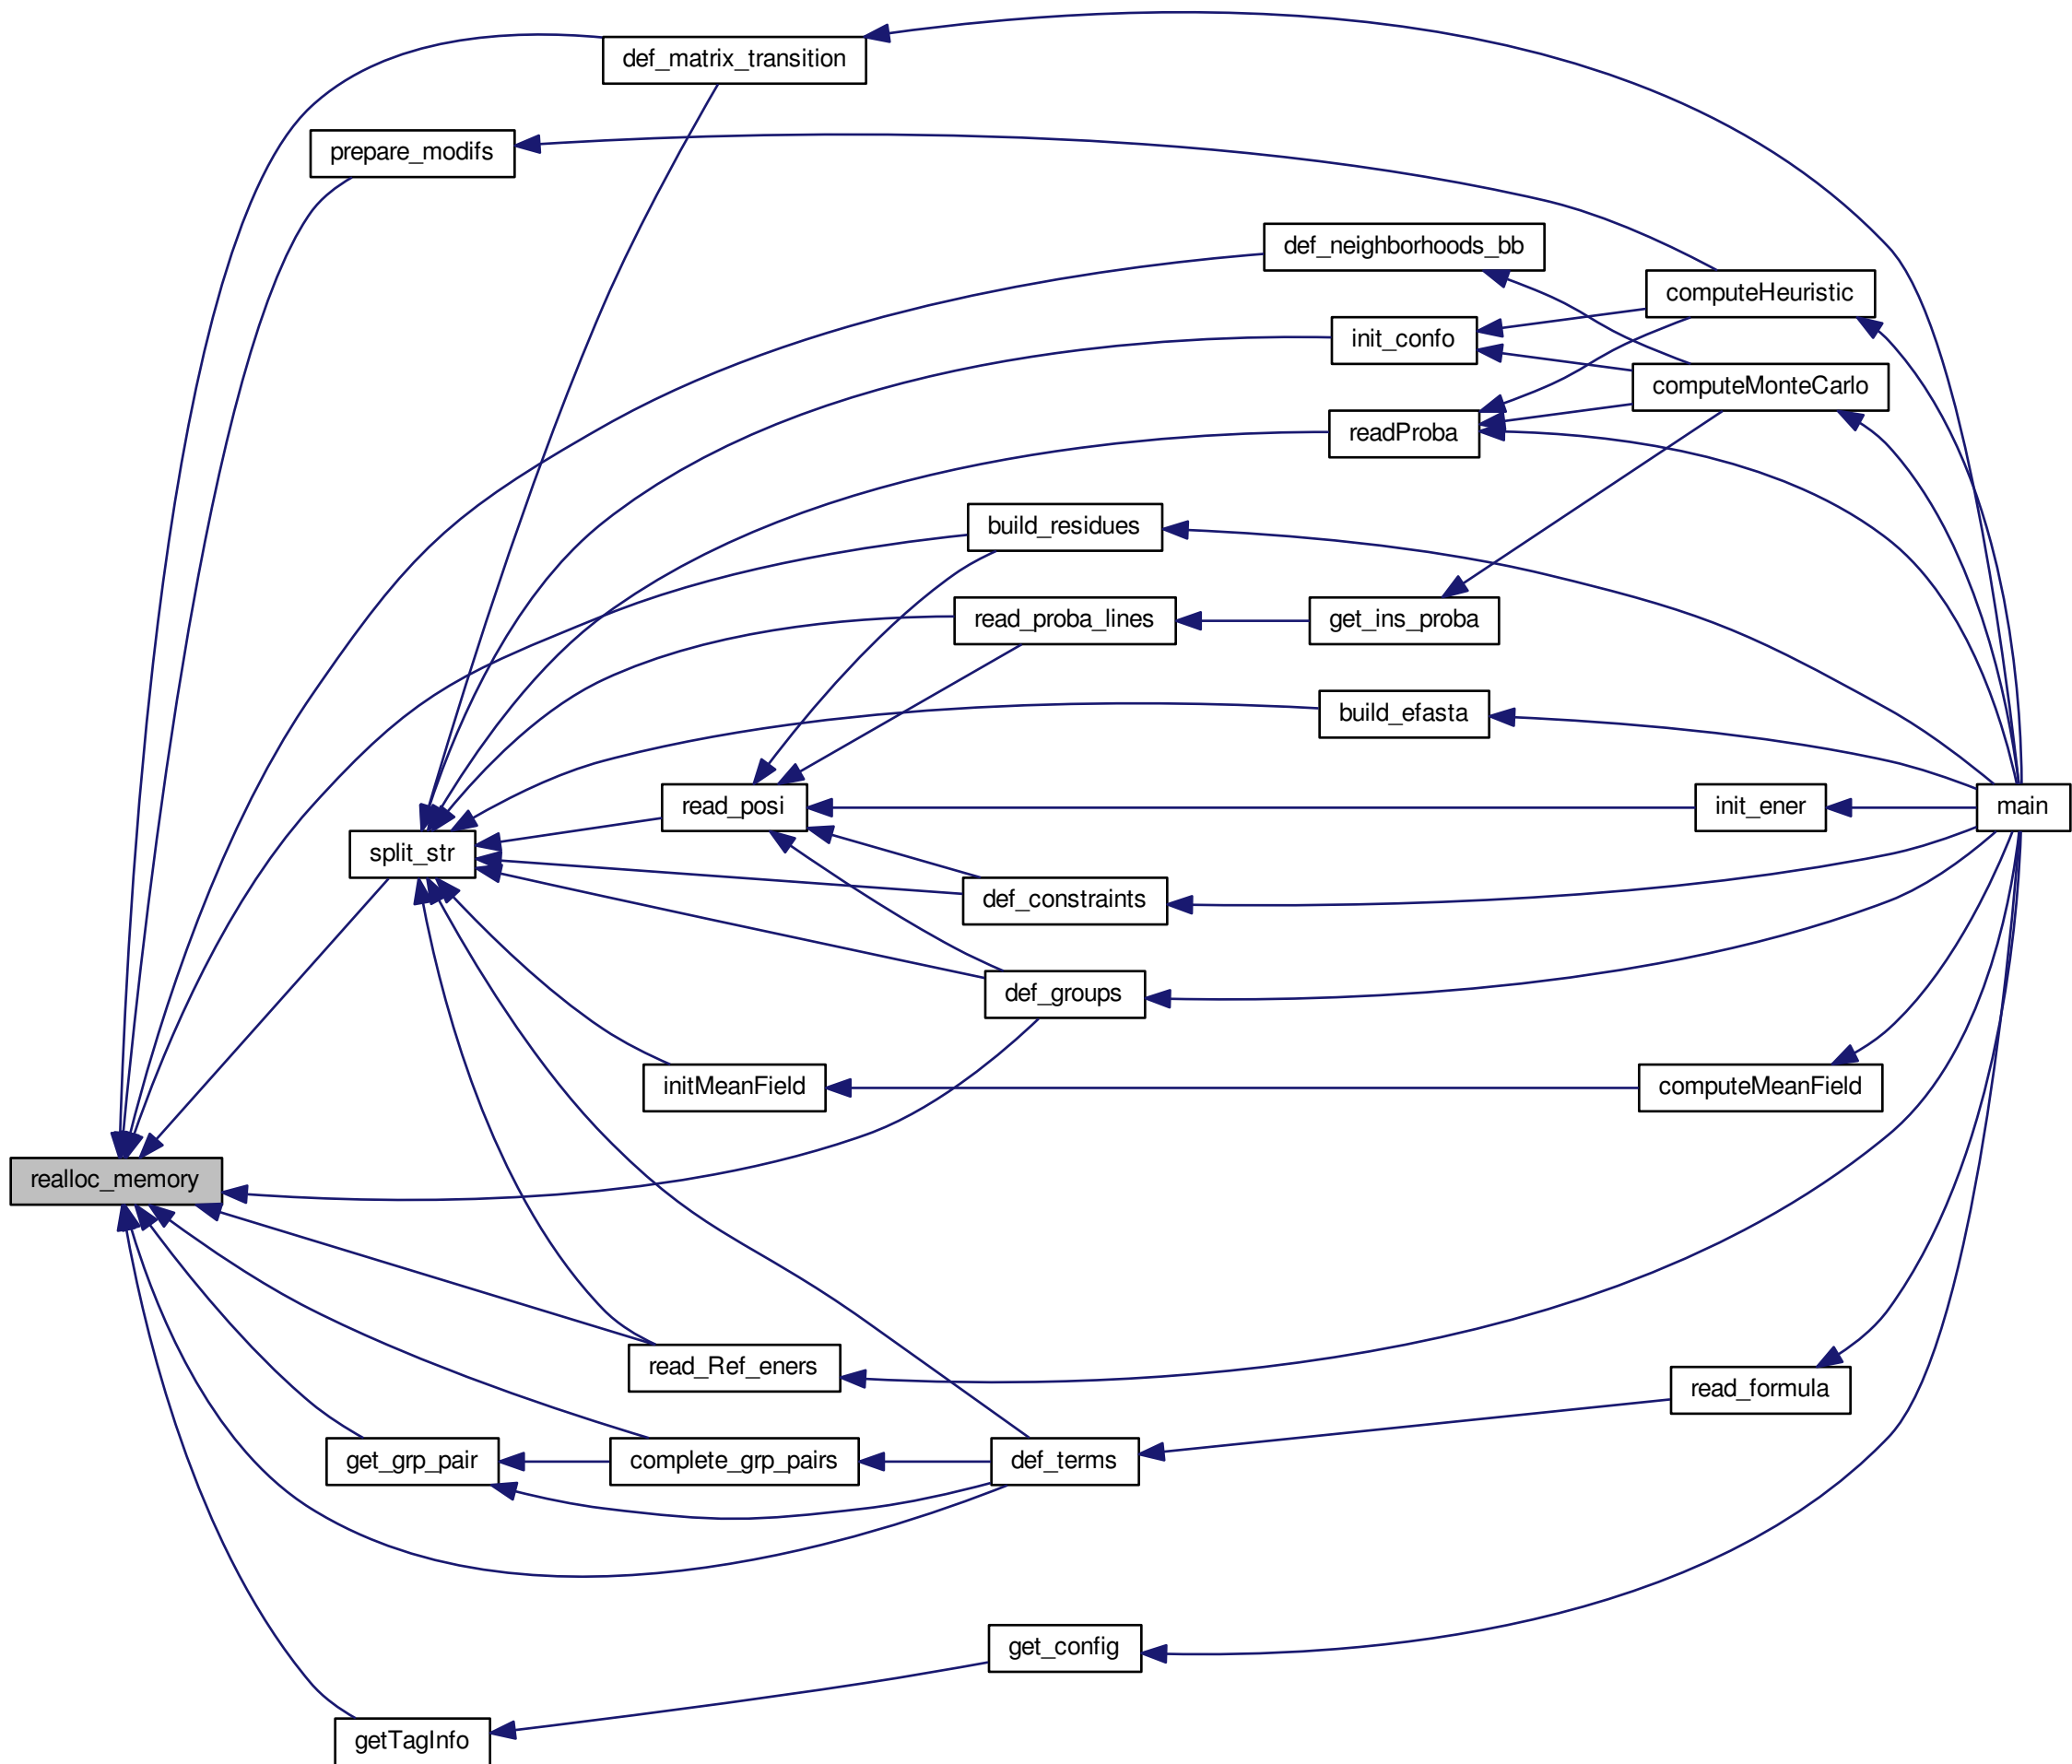 def_matrix_transition
prepare_modifs
def_neighborhoods_bb
computeHeuristic
init_confo
computeMonteCarlo
readProba
build_residues
read_proba_lines
get_ins_proba
build_efasta
read_posi
init_ener
main
split_str
def_constraints
def_groups
initMeanField
computeMeanField
realloc_memory
read_Ref_eners
read_formula
get_grp_pair
complete_grp_pairs
def_terms
get_config
getTagInfo